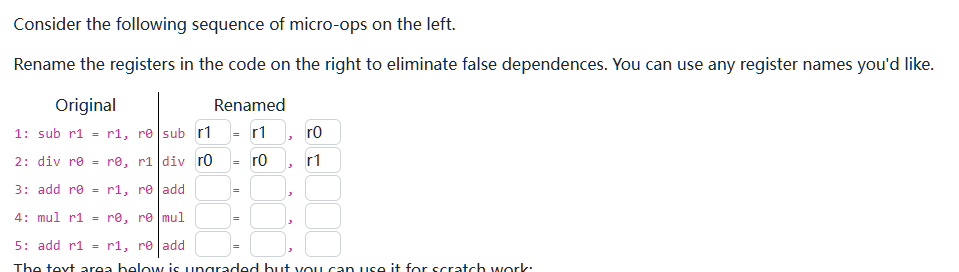 Consider the following sequence of micro-ops on the left.
Rename the registers in the code on the right to eliminate false dependences. You can use any register names you'd like.
Original Renamed
1: sub r1 = r1, r0 sub r1 = r1 , r0
2: div r0 = r0, r1 div r0 = r0 , r1
3: add r0 = r1, r0 add = ,
4: mul r1 = r0, r0 mul = ,
5: add r1 = r1, r0 add = ,
The text area below is ungraded but you can use it for scratch work: